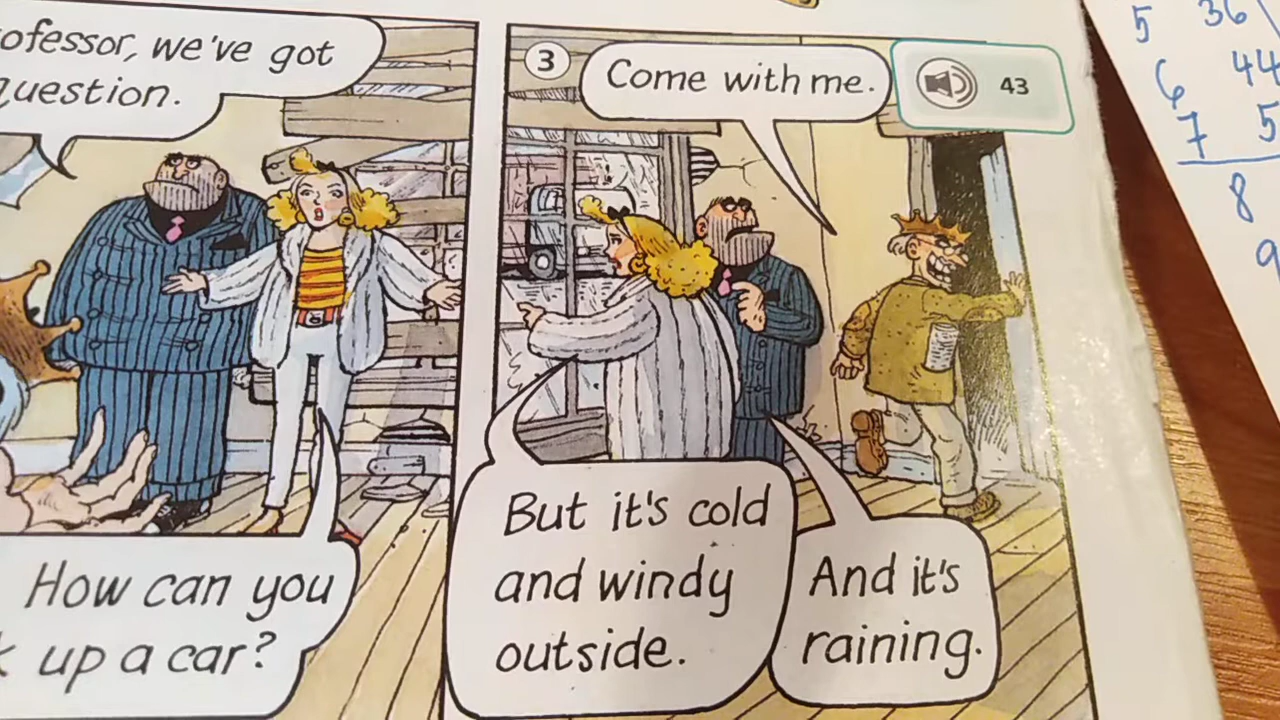 ofessor, we've got
question.
How can you
up a car?
3
Come with me.
43
But it's cold
and windy
outside.
And it's
raining.
5 36
6 44
7 5
8
9